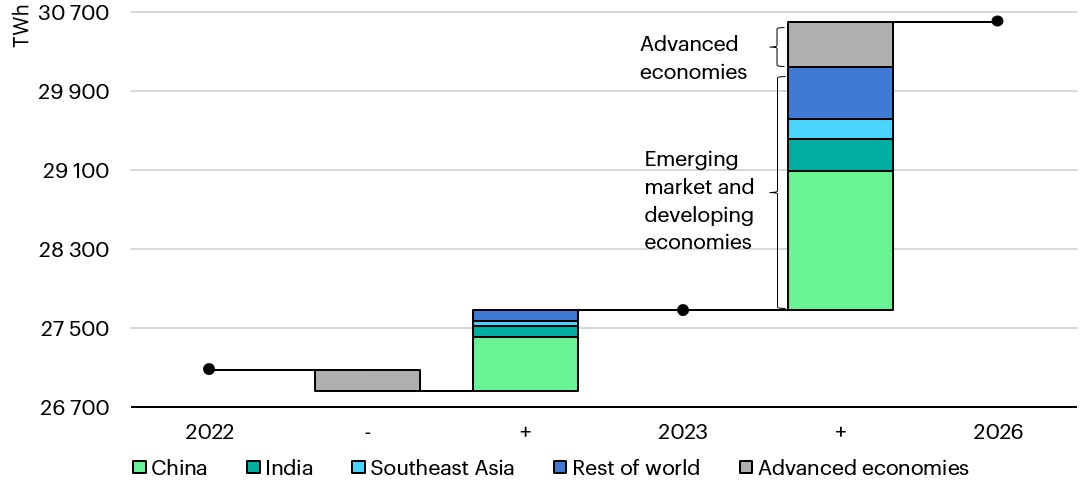 TWh
30 700
29 900
29 100
28 300
27 500
26 700
Advanced
economies
Emerging
market and
developing
economies
2022 - + 2023 + 2026
China India Southeast Asia Rest of world Advanced economies